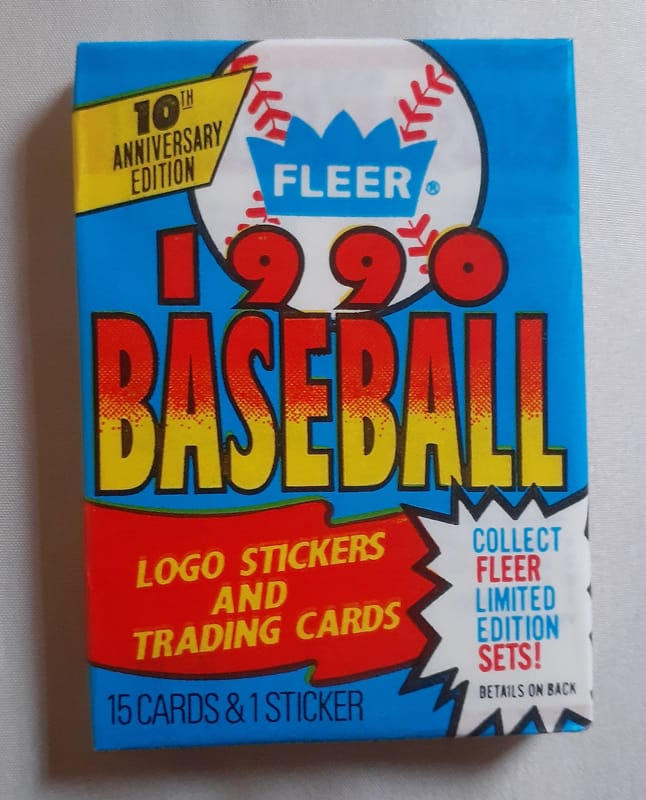 10TH
ANNIVERSARY
EDITION
FLEER®
1990
BASEBALL
LOGO STICKERS
AND
TRADING CARDS
COLLECT
FLEER
LIMITED
EDITION
SETS!
DETAILS ON BACK
15 CARDS & 1 STICKER